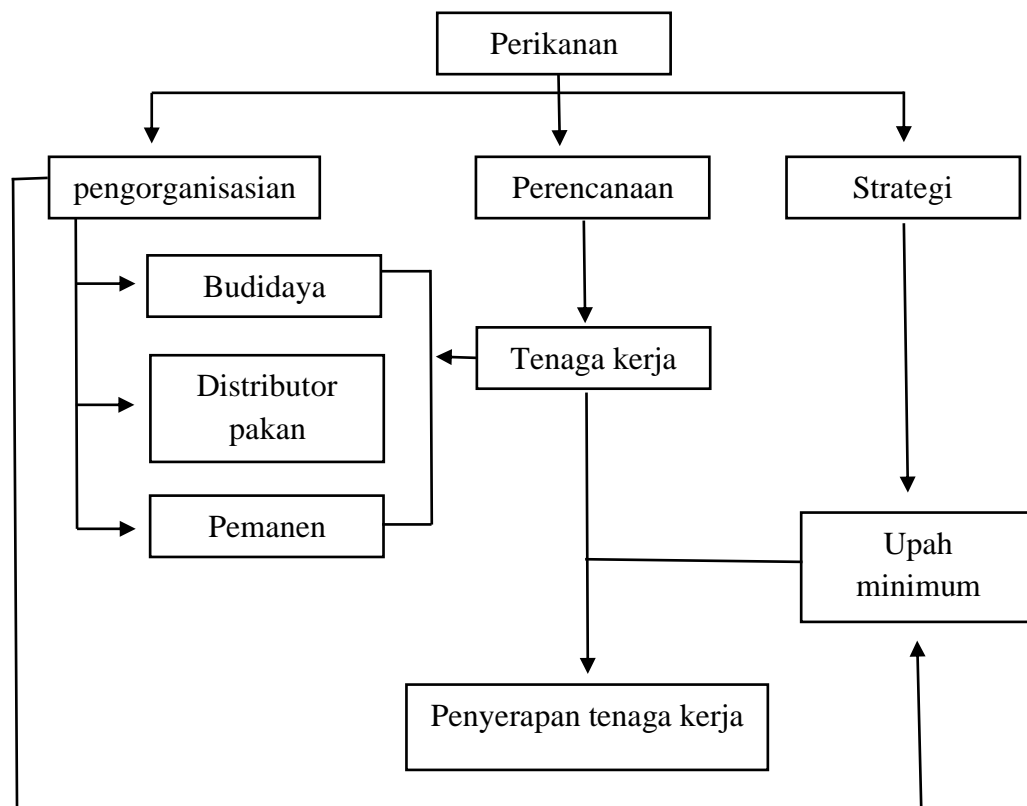 Perikanan
pengorganisasian
Perencanaan
Strategi
Budidaya
Tenaga kerja
Distributor
pakan
Pemanen
Upah
minimum
Penyerapan tenaga kerja